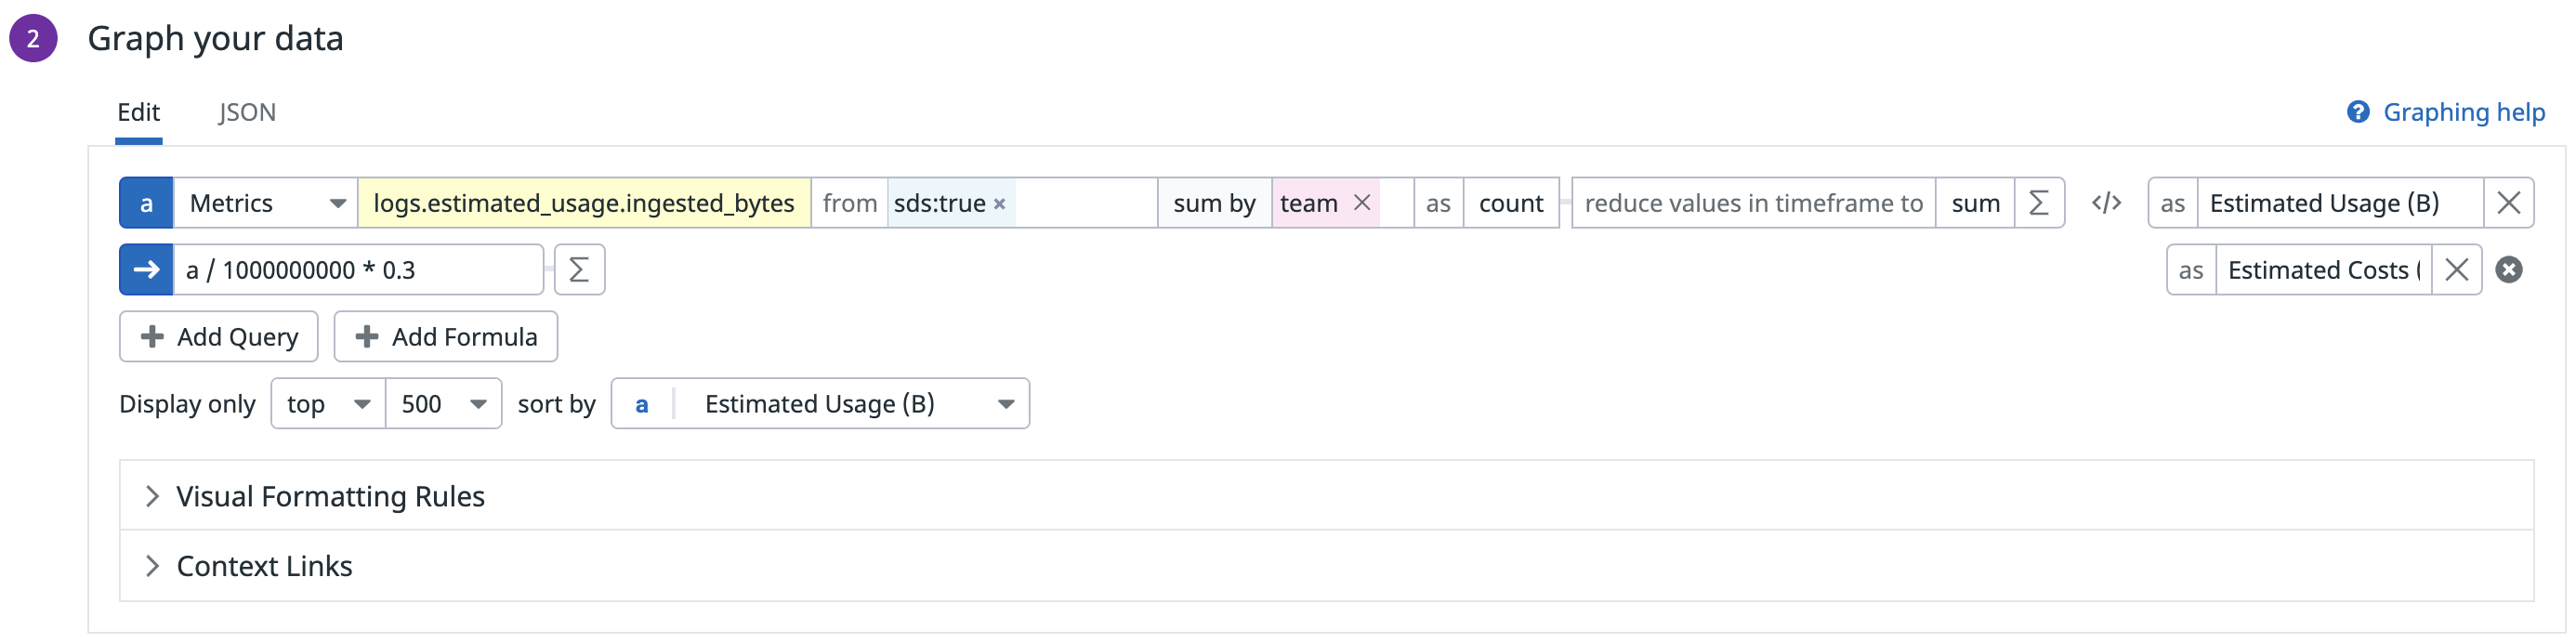 2 Graph your data
Edit JSON Graphing help
a Metrics logs.estimated_usage.ingested_bytes from sds:true × sum by team as count reduce values in timeframe to sum Σ </> as Estimated Usage (B)
a / 1000000000 * 0.3 Σ as Estimated Costs (
Add Query Add Formula
Display only top 500 sort by a Estimated Usage (B)
Visual Formatting Rules
Context Links